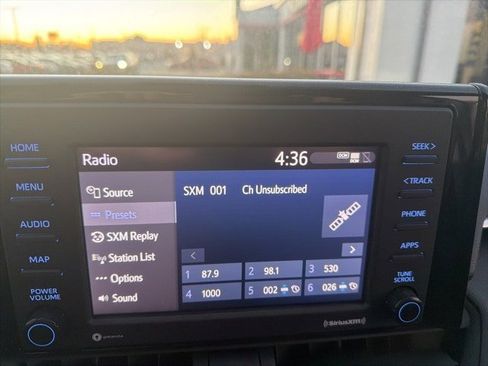 HOME
MENU
AUDIO
MAP
POWER
VOLUME
Radio 4:36 DCM DCM
Source
Presets
SXM Replay
Station List
Options
Sound
SXM 001 Ch Unsubscribed
< >
1 87.9 2 98.1 3 530
4 1000 5 002 6 026
SEEK>
<TRACK
PHONE
APPS
TUNE
SCROLL
((SiriusXM))